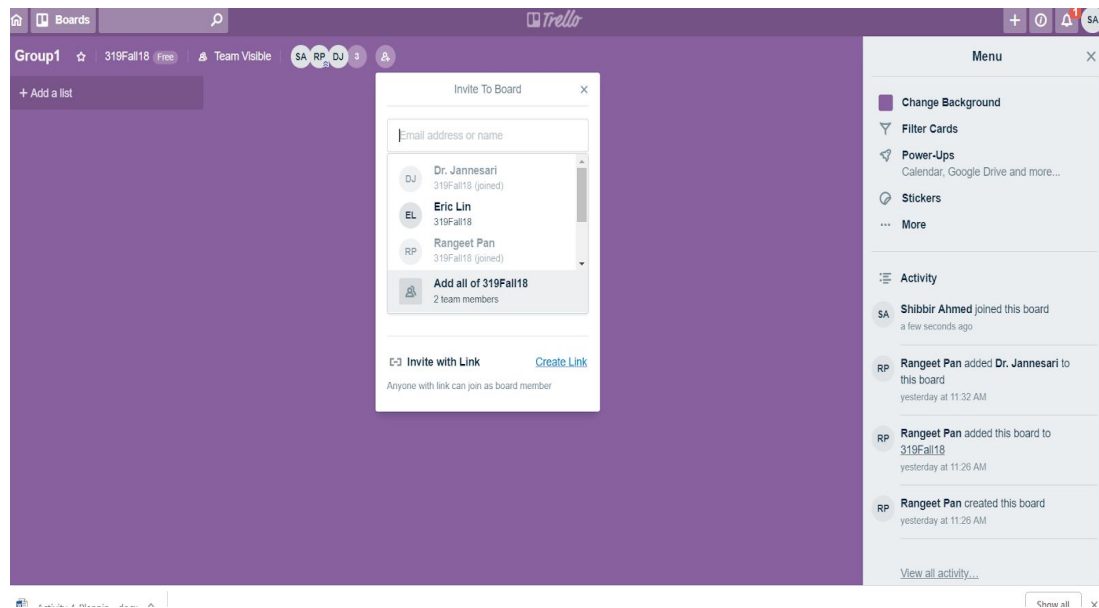 Boards
Trello
1
SA
Group1 319Fall18 Free Team Visible SA RP DJ 3
+ Add a list
Invite To Board
Email address or name
DJ Dr. Jannesari
319Fall18 (joined)
EL Eric Lin
319Fall18
RP Rangeet Pan
319Fall18 (joined)
Add all of 319Fall18
2 team members
Invite with Link Create Link
Anyone with link can join as board member
Menu
Change Background
Filter Cards
Power-Ups
Calendar, Google Drive and more...
Stickers
More
Activity
SA Shibbir Ahmed joined this board
a few seconds ago
RP Rangeet Pan added Dr. Jannesari to
this board
yesterday at 11:32 AM
RP Rangeet Pan added this board to
319Fall18
yesterday at 11:26 AM
RP Rangeet Pan created this board
yesterday at 11:26 AM
View all activity...
Show all